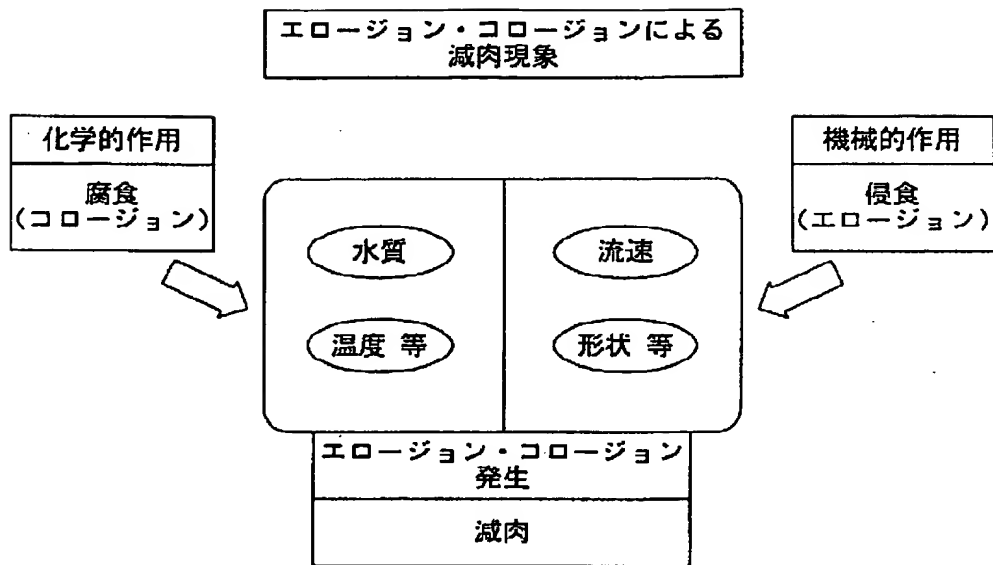 エロージョン・コロージョンによる
減肉現象
化学的作用
腐食
(コロージョン)
機械的作用
侵食
(エロージョン)
水質
流速
温度 等
形状 等
エロージョン・コロージョン
発生
減肉